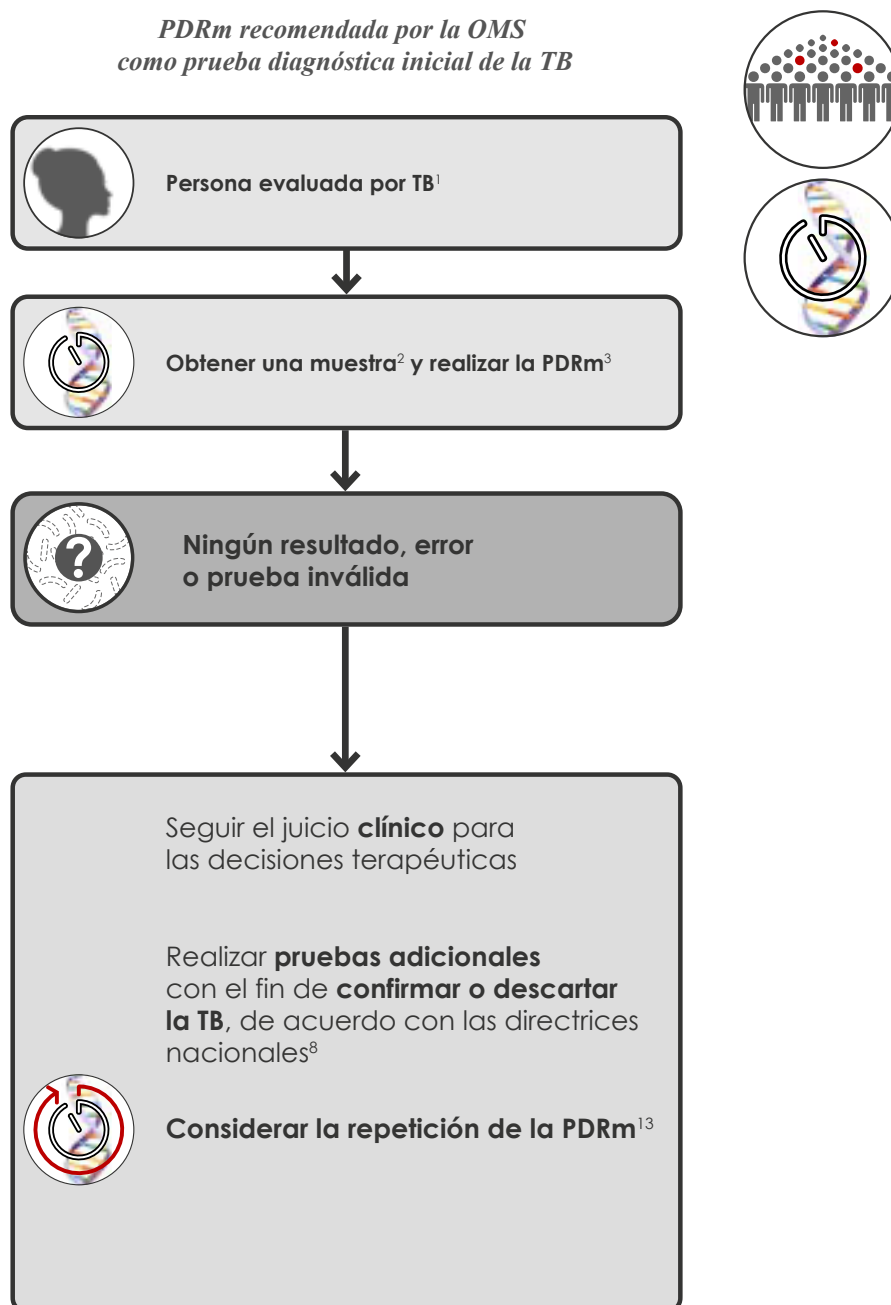 PDRm recomendada por la OMS
como prueba diagnóstica inicial de la TB
Persona evaluada por TB¹
Obtener una muestra² y realizar la PDRm³
?
Ningún resultado, error
o prueba inválida
Seguir el juicio clínico para
las decisiones terapéuticas
Realizar pruebas adicionales
con el fin de confirmar o descartar
la TB, de acuerdo con las directrices
nacionales⁸
Considerar la repetición de la PDRm¹³